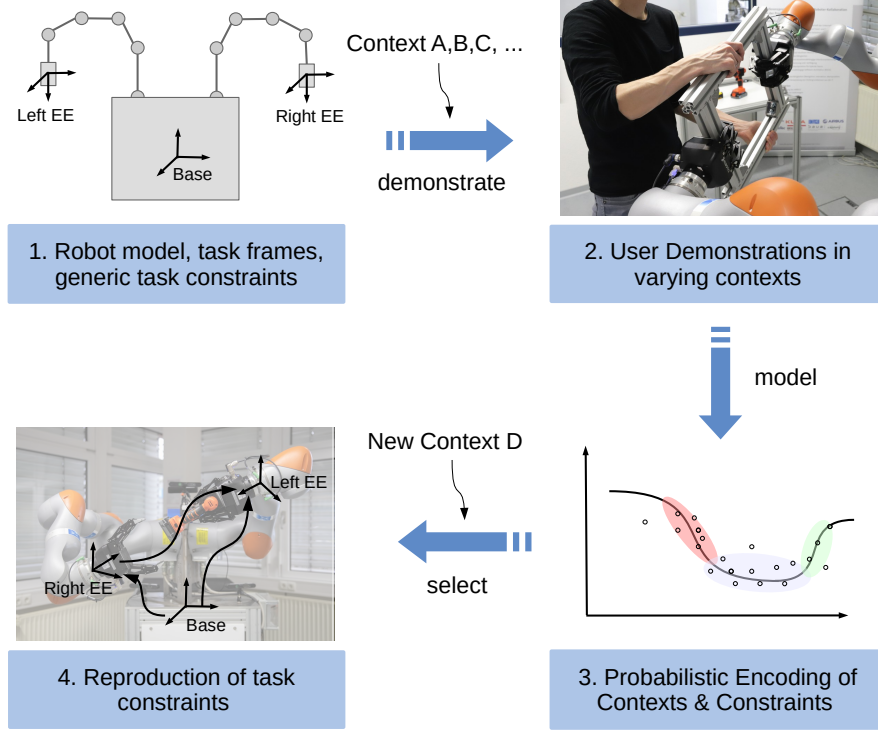 Context A,B,C, ...
Left EE
Right EE
Base
demonstrate
1. Robot model, task frames,
generic task constraints
2. User Demonstrations in
varying contexts
model
New Context D
select
Left EE
Right EE
Base
4. Reproduction of task
constraints
3. Probabilistic Encoding of
Contexts & Constraints